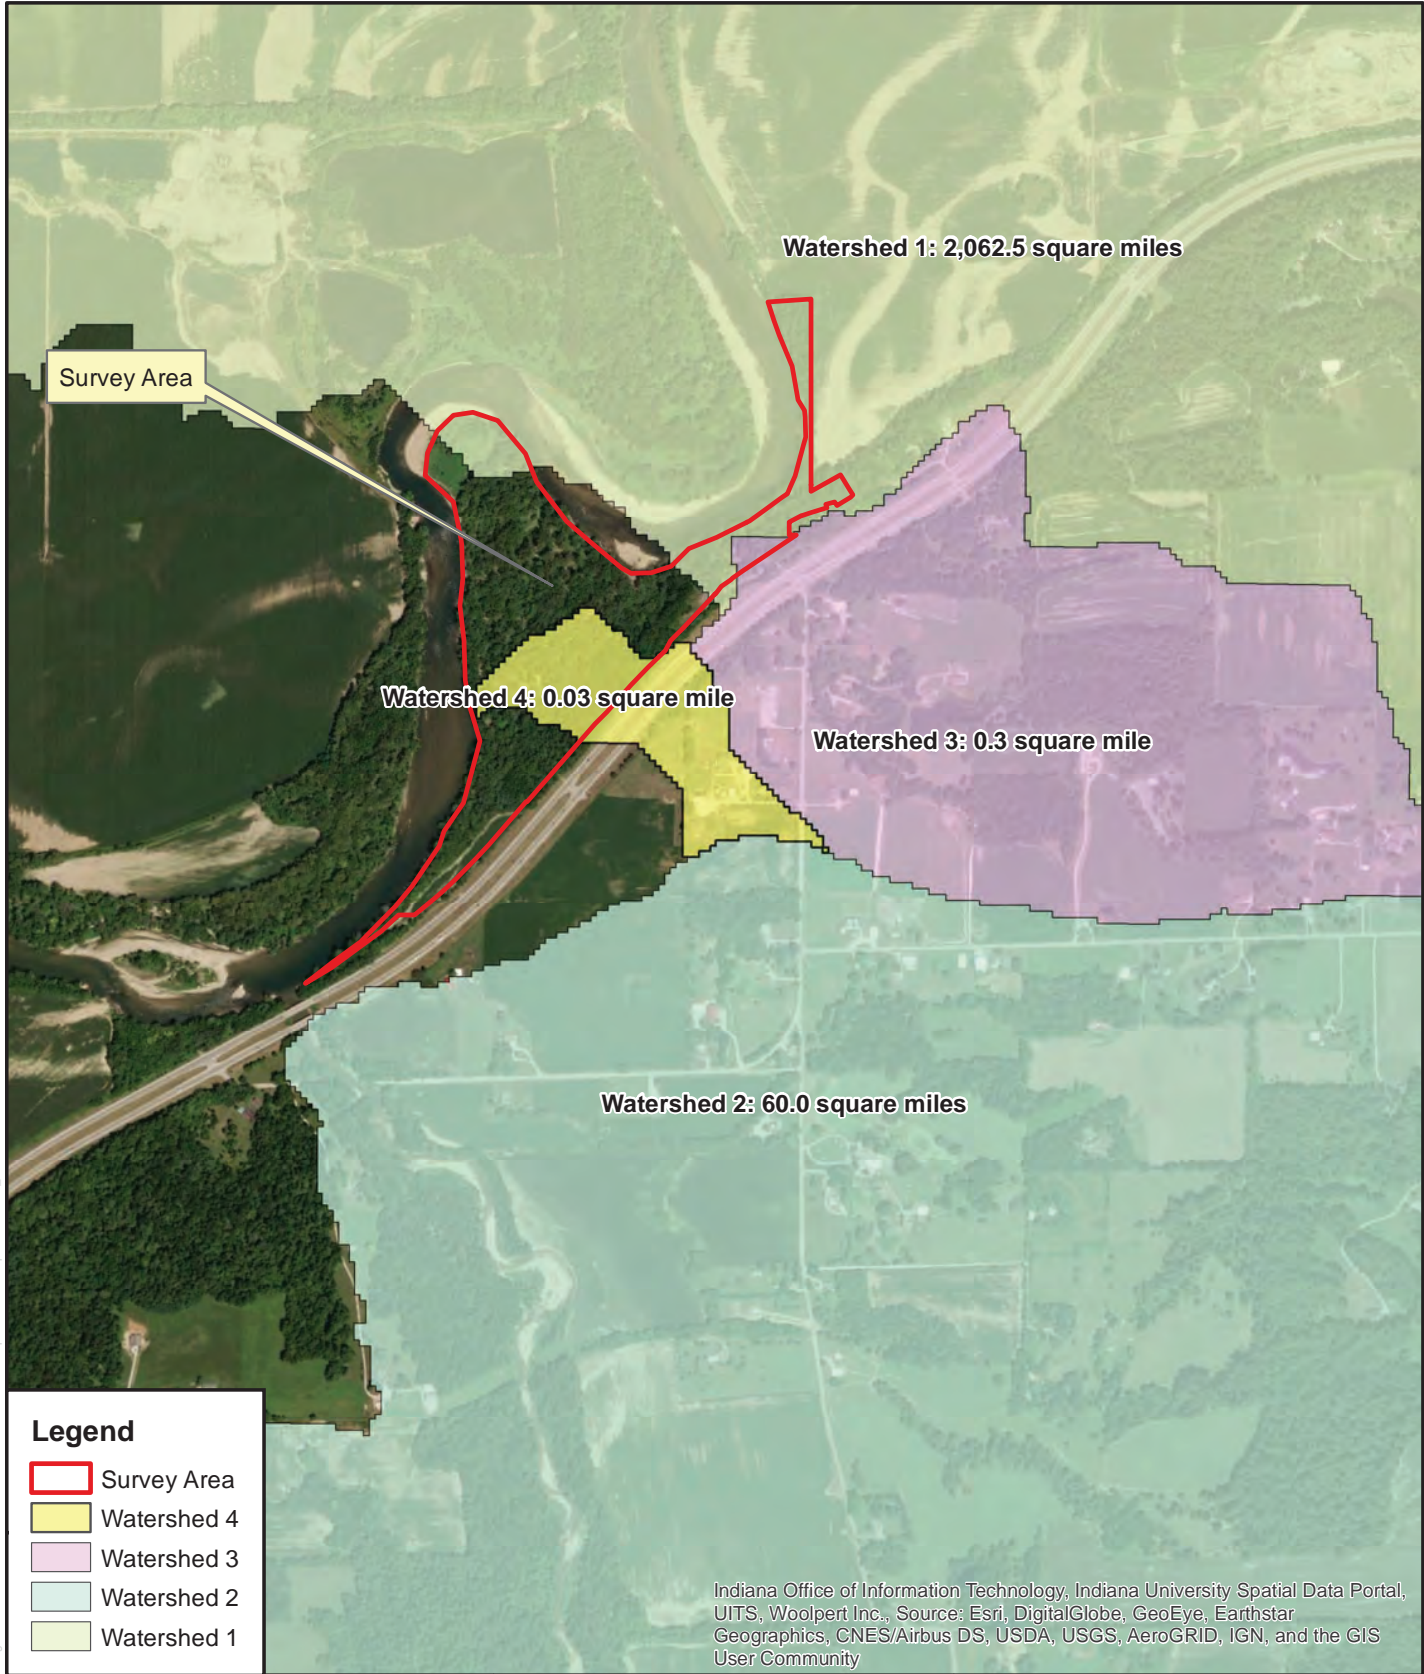 Watershed 1: 2,062.5 square miles
Survey Area
Watershed 4: 0.03 square mile
Watershed 3: 0.3 square mile
Watershed 2: 60.0 square miles
Legend
Survey Area
Watershed 4
Watershed 3
Watershed 2
Watershed 1
Indiana Office of Information Technology, Indiana University Spatial Data Portal,
UITS, Woolpert Inc., Source: Esri, DigitalGlobe, GeoEye, Earthstar
Geographics, CNES/Airbus DS, USDA, USGS, AeroGRID, IGN, and the GIS
User Community